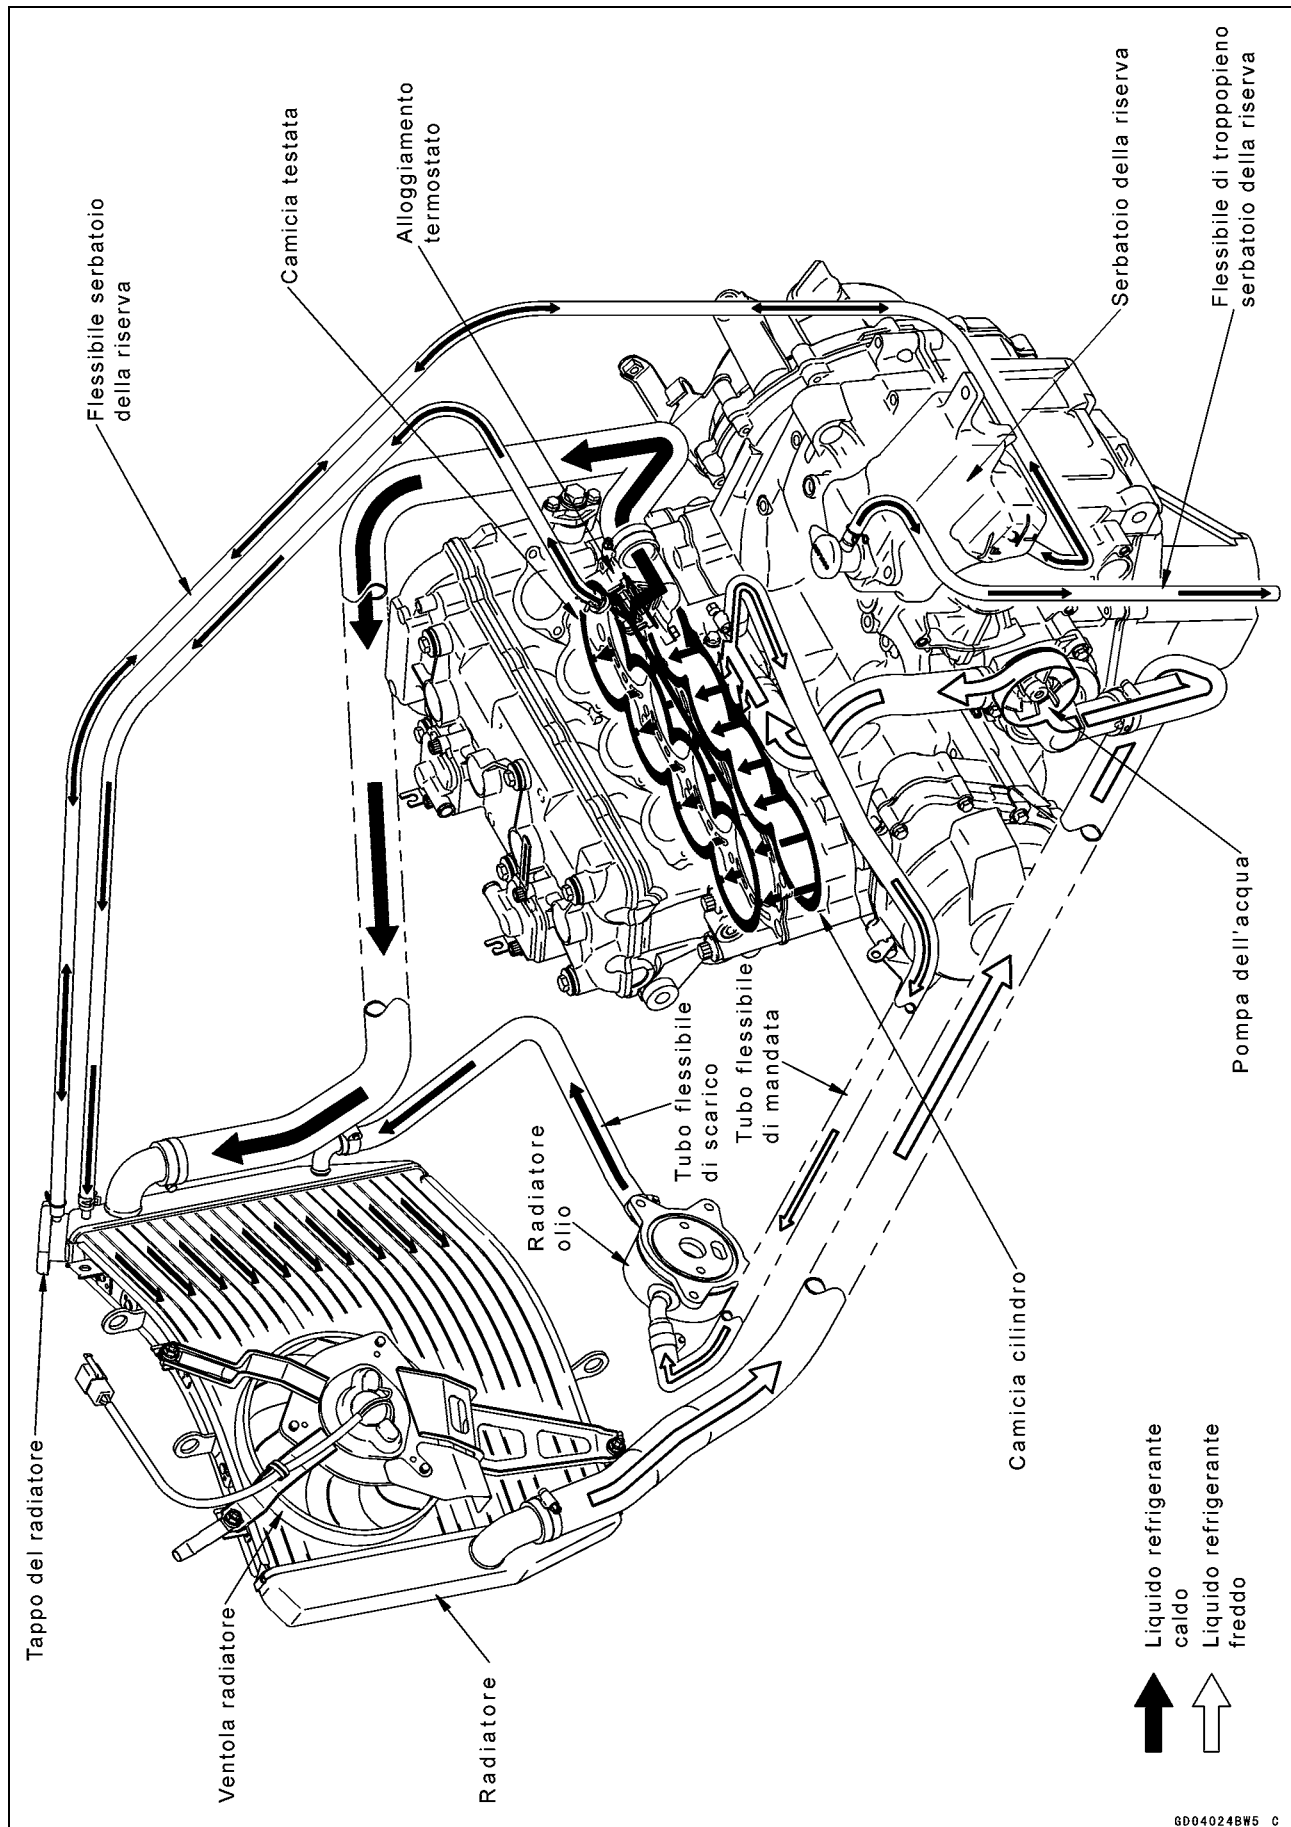 Tappo del radiatore
Ventola radiatore
Radiatore
Flessibile serbatoio
della riserva
Camicia testata
Alloggiamento
termostato
Radiatore
olio
Tubo flessibile
di scarico
Tubo flessibile
di mandata
Serbatoio della riserva
Flessibile di troppopieno
serbatoio della riserva
Pompa dell'acqua
Camicia cilindro
Liquido refrigerante
caldo
Liquido refrigerante
freddo
GD04024BW5 C